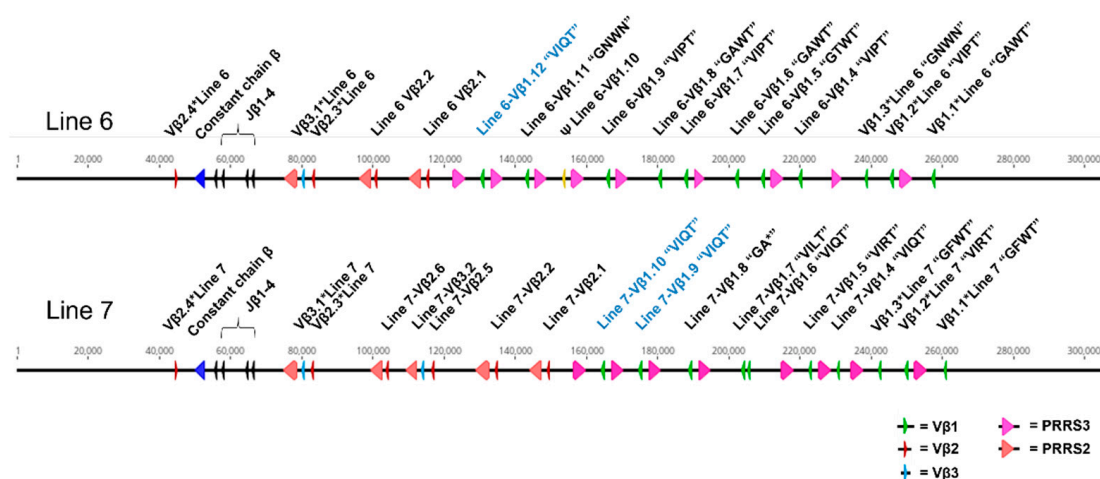 Line 6
Vβ2.4*Line 6
Constant chain β
Jβ1-4
Vβ3.1*Line 6
Vβ2.3*Line 6
Line 6 Vβ2.2
Line 6 Vβ2.1
Line 6-Vβ1.12 “VIQT”
Line 6-Vβ1.11 “GNWN”
Ψ Line 6-Vβ1.10
Line 6-Vβ1.9 “VIPT”
Line 6-Vβ1.8 “GAWT”
Line 6-Vβ1.7 “VIPT”
Line 6-Vβ1.6 “GAWT”
Line 6-Vβ1.5 “GTWT”
Line 6-Vβ1.4 “VIPT”
Vβ1.3*Line 6 “GNWN”
Vβ1.2*Line 6 “VIPT”
Vβ1.1*Line 6 “GAWT”
1 20,000 40,000 60,000 80,000 100,000 120,000 140,000 160,000 180,000 200,000 220,000 240,000 260,000 280,000 300,000
Line 7
Vβ2.4*Line 7
Constant chain β
Jβ1-4
Vβ3.1*Line 7
Vβ2.3*Line 7
Line 7-Vβ2.6
Line 7-Vβ3.2
Line 7-Vβ2.5
Line 7-Vβ2.2
Line 7-Vβ2.1
Line 7-Vβ1.10 “VIQT”
Line 7-Vβ1.9 “VIQT”
Line 7-Vβ1.8 “GA*”
Line 7-Vβ1.7 “VILT”
Line 7-Vβ1.6 “VIQT”
Line 7-Vβ1.5 “VIRT”
Line 7-Vβ1.4 “VIQT”
Vβ1.3*Line 7 “GFWT”
Vβ1.2*Line 7 “VIRT”
Vβ1.1*Line 7 “GFWT”
1 20,000 40,000 60,000 80,000 100,000 120,000 140,000 160,000 180,000 200,000 220,000 240,000 260,000 280,000 300,000
= Vβ1 = PRRS3
= Vβ2 = PRRS2
= Vβ3